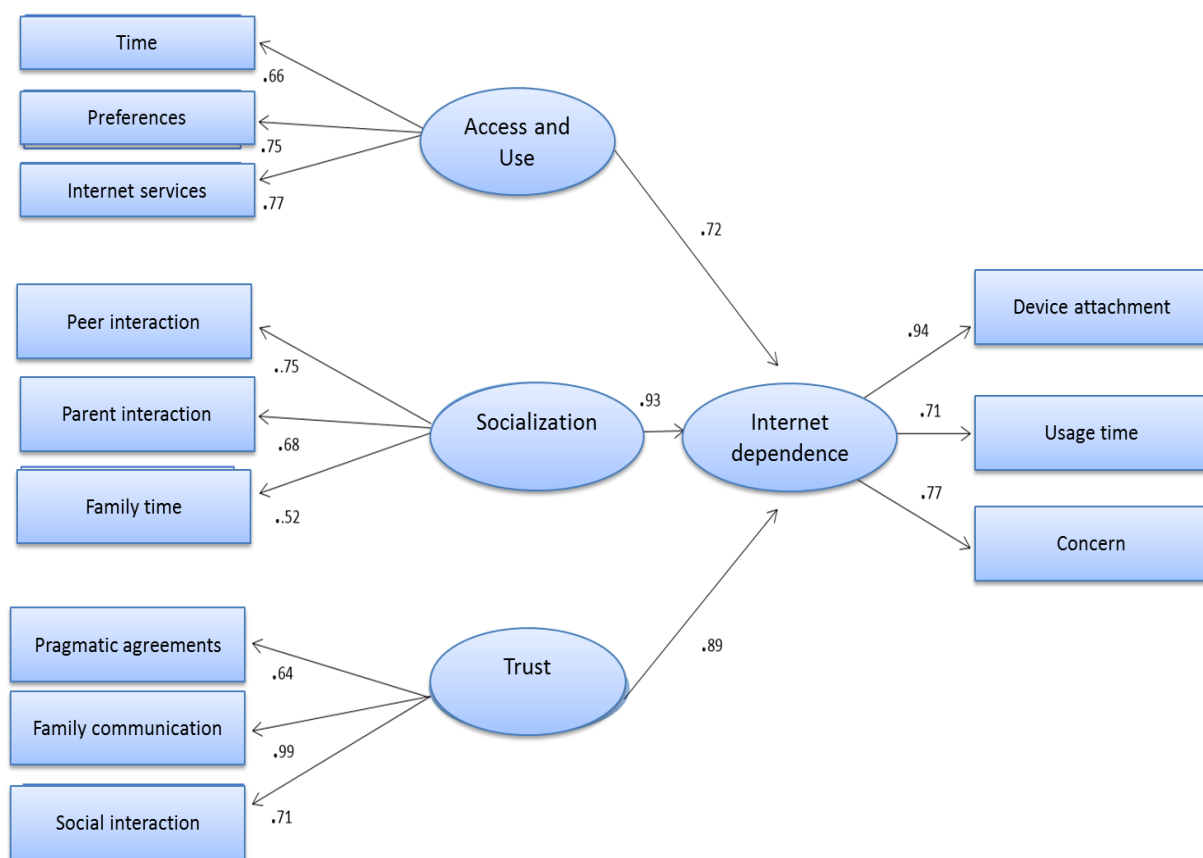 Time
.66
Preferences
.75
Internet services
.77
Access and
Use
.72
Peer interaction
..75
Parent interaction
.68
Family time
..52
Socialization
.93
Internet
dependence
.94
Device attachment
.71
Usage time
.77
Concern
Pragmatic agreements
.64
Family communication
.99
Social interaction
.71
Trust
.89